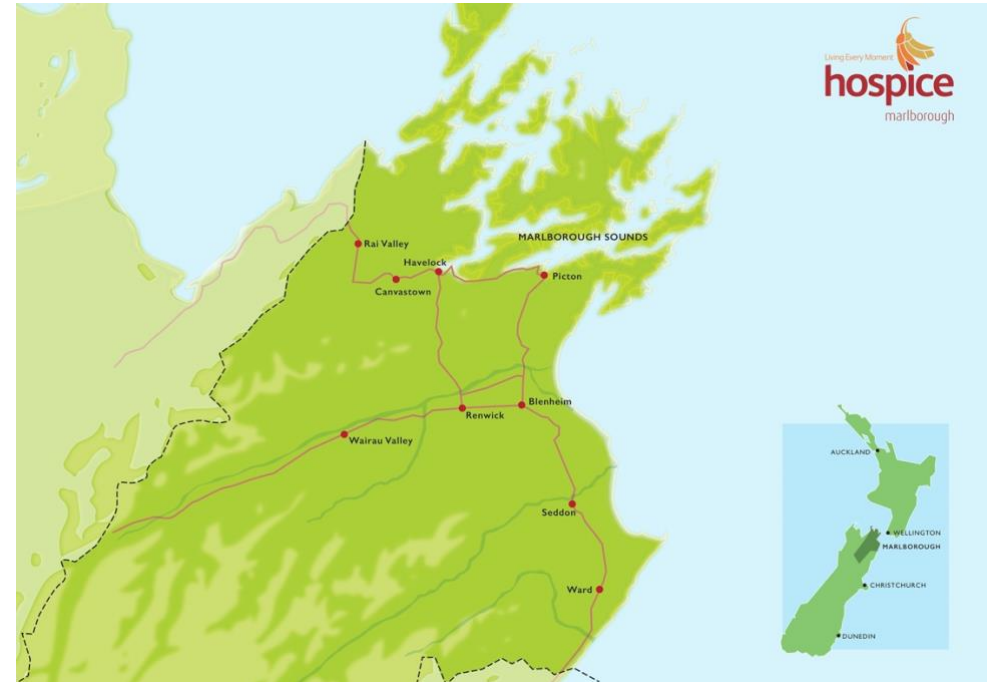 Living Every Moment
hospice
marlborough
MARLBOROUGH SOUNDS
Rai Valley
Havelock
Canvastown
Picton
Blenheim
Renwick
Wairau Valley
Seddon
Ward
AUCKLAND
WELLINGTON
MARLBOROUGH
CHRISTCHURCH
DUNEDIN